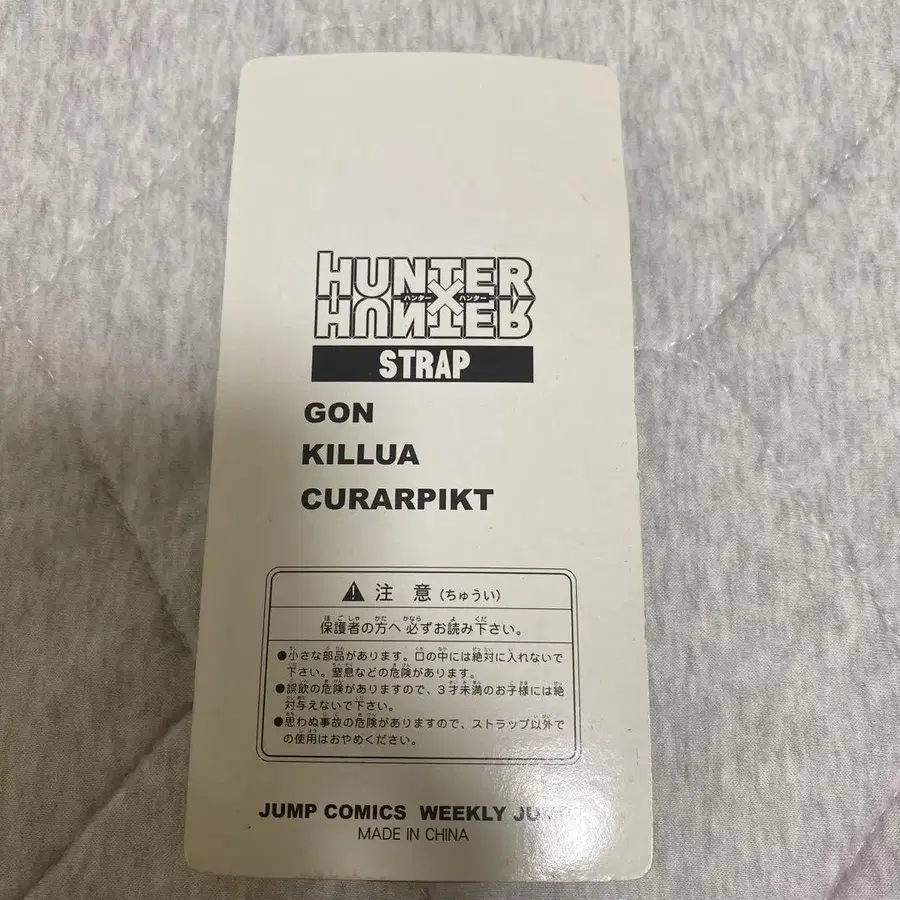 HUNTER
ハンター×ハンター
HUNTER
STRAP
GON
KILLUA
CURARPIKT
注 意 (ちゅうい)
保護者の方へ 必ずお読み下さい。
●小さな部品があります。口の中には絶対に入れないで
下さい。窒息などの危険があります。
●誤飲の危険がありますので、3才未満のお子様には絶
対与えないで下さい。
●思わぬ事故の危険がありますので、ストラップ以外で
の使用はおやめください。
JUMP COMICS WEEKLY JUMP
MADE IN CHINA